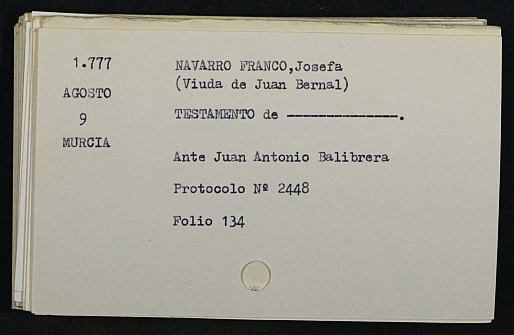 1.777
AGOSTO
9
MURCIA
NAVARRO FRANCO,Josefa
(Viuda de Juan Bernal)
TESTAMENTO de ---------------.
Ante Juan Antonio Balibrera
Protocolo Nº 2448
Folio 134